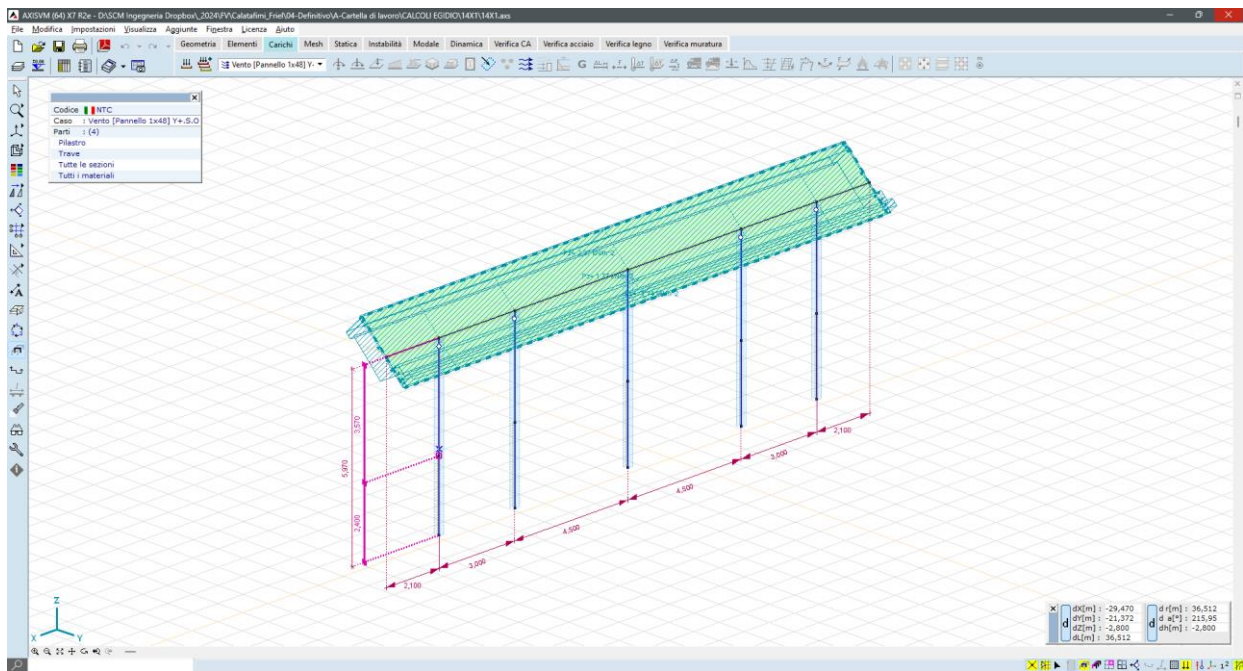 AXISVM (64) X7 R2e - D:\SCM Ingegneria Dropbox\_2024\FV\Calatafimi_Friel\04-Definitivo\A-Cartella di lavoro\CALCOLI EGIDIO\14X1\14X1.axs
File Modifica Impostazioni Visualizza Aggiunte Finestra Licenza Aiuto
Geometria Elementi Carichi Mesh Statica Instabilità Modale Dinamica Verifica CA Verifica acciaio Verifica legno Verifica muratura
Vento [Pannello 1x48] Y-
Codice NTC
Caso : Vento [Pannello 1x48] Y+.S.O
Parti : (4)
Pilastro
Trave
Tutte le sezioni
Tutti i materiali
3,570
5,970
2,400
2,100
3,000
4,500
4,500
3,000
2,100
Z
X
Y
dX[m] : -29,470
dY[m] : -21,372
dZ[m] : -2,800
dL[m] : 36,512
d
d r[m] : 36,512
d a[°] : 215,95
dh[m] : -2,800
d